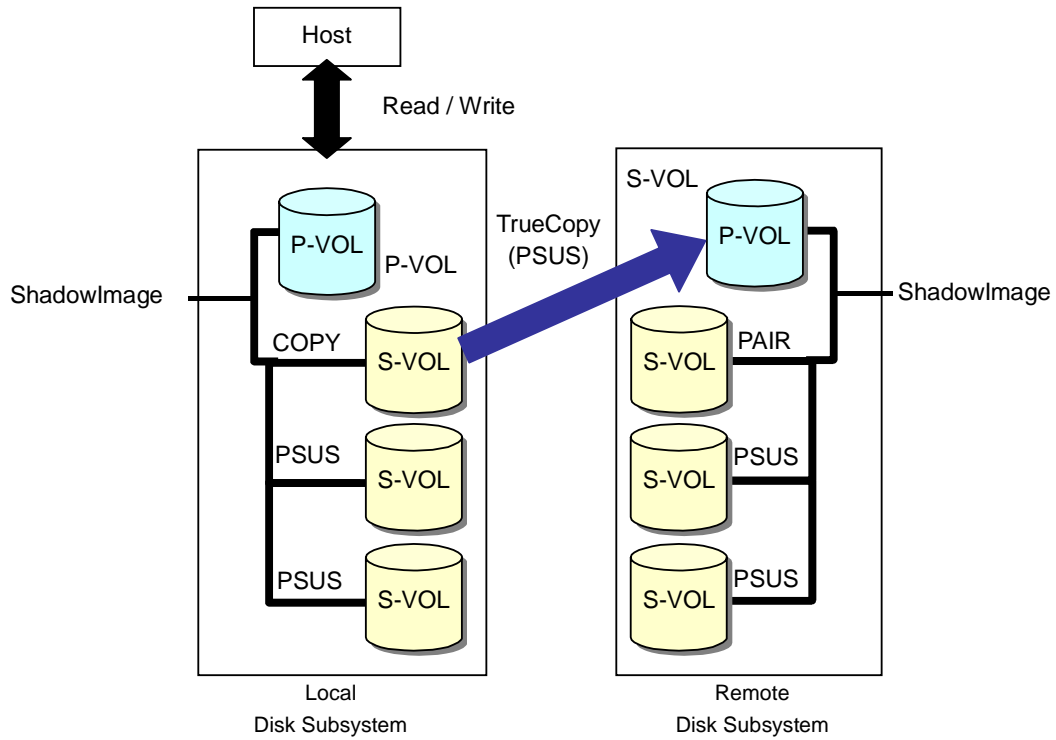 Host
Read / Write
S-VOL
P-VOL
TrueCopy
(PSUS)
P-VOL
P-VOL
ShadowImage
ShadowImage
COPY
S-VOL
PAIR
S-VOL
PSUS
S-VOL
PSUS
S-VOL
PSUS
S-VOL
PSUS
S-VOL
Local
Disk Subsystem
Remote
Disk Subsystem